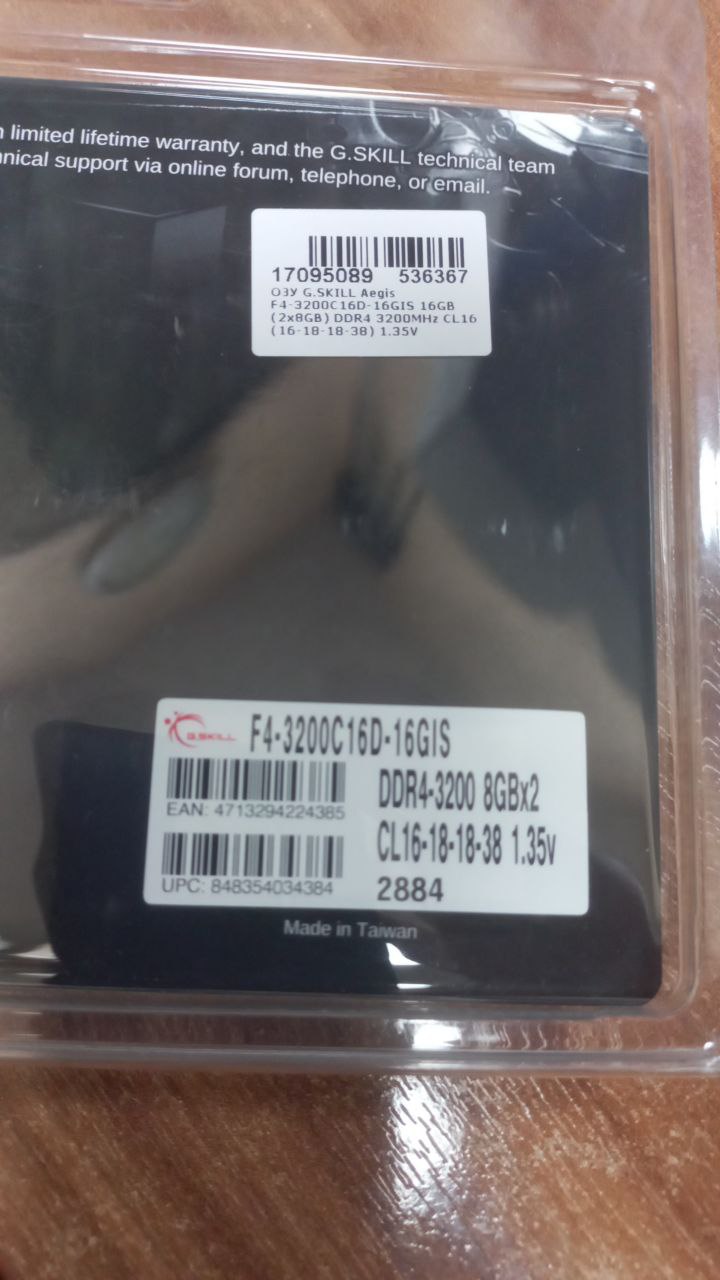 limited lifetime warranty, and the G.SKILL technical team
support via online forum, telephone, or email.
17095089 536367
ОЗУ G.SKILL Aegis
F4-3200C16D-16GIS 16GB
(2x8GB) DDR4 3200MHz CL16
(16-18-18-38) 1.35V
G.SKILL F4-3200C16D-16GIS
DDR4-3200 8GBx2
EAN: 4713294224385
CL16-18-18-38 1.35v
UPC: 848354034384
2884
Made in Taiwan